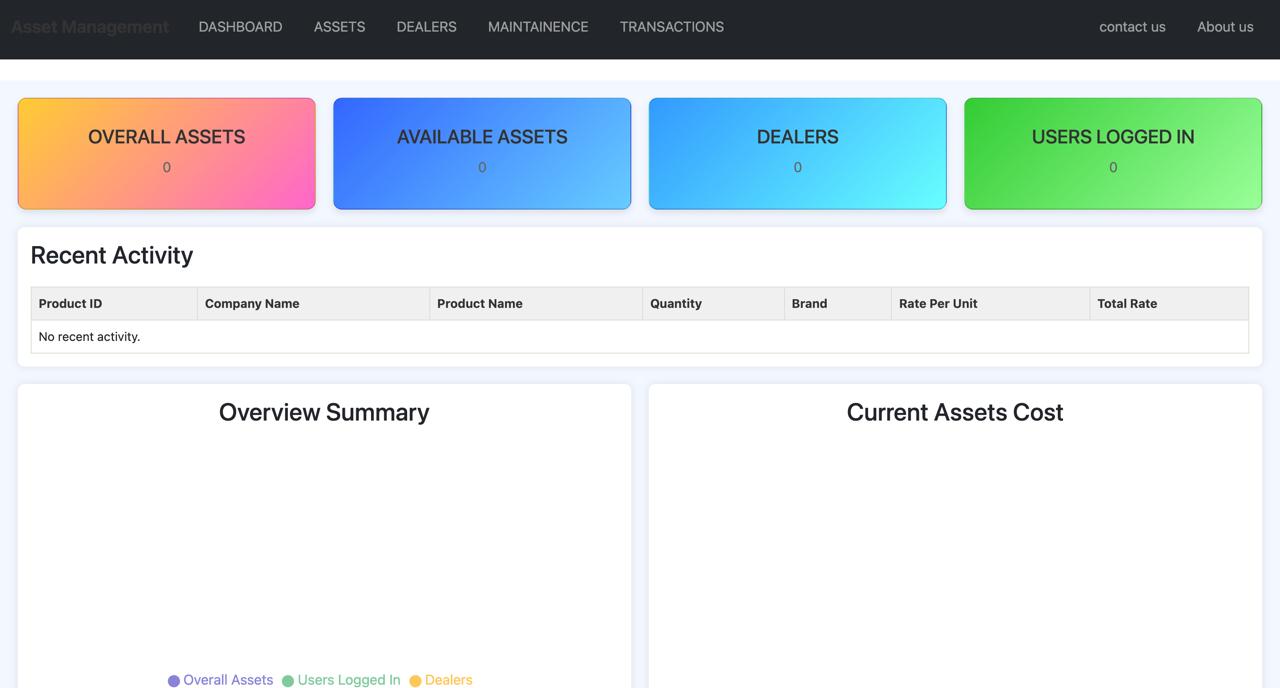 Asset Management DASHBOARD ASSETS DEALERS MAINTAINENCE TRANSACTIONS contact us About us
OVERALL ASSETS AVAILABLE ASSETS DEALERS USERS LOGGED IN
0 0 0 0
Recent Activity
Product ID Company Name Product Name Quantity Brand Rate Per Unit Total Rate
No recent activity.
Overview Summary Current Assets Cost
Overall Assets Users Logged In Dealers